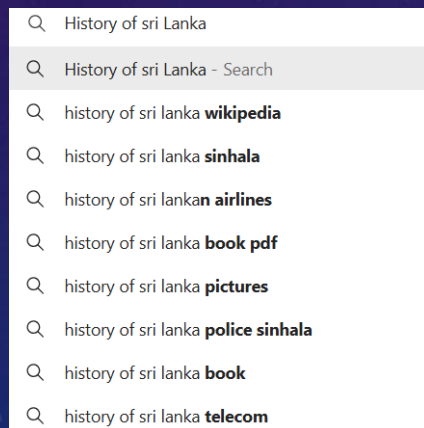 History of sri Lanka
History of sri Lanka - Search
history of sri lanka wikipedia
history of sri lanka sinhala
history of sri lankan airlines
history of sri lanka book pdf
history of sri lanka pictures
history of sri lanka police sinhala
history of sri lanka book
history of sri lanka telecom